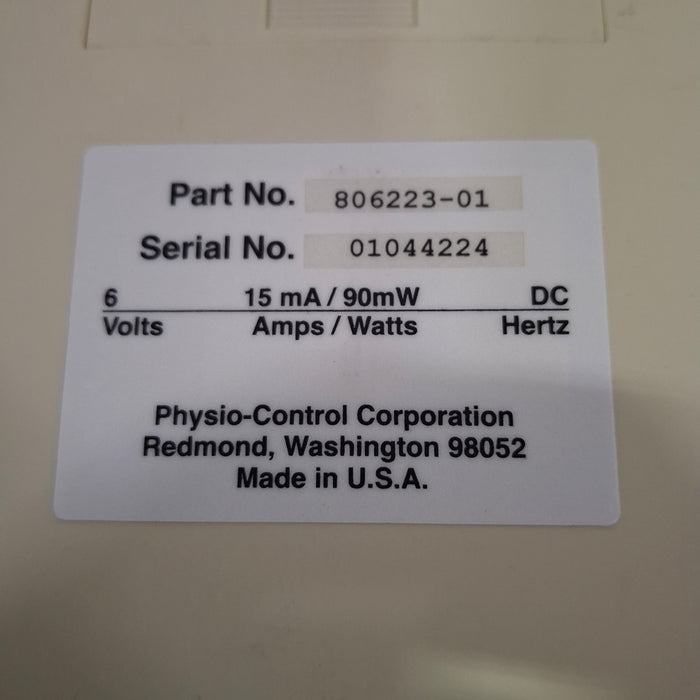 Part No. 806223-01
Serial No. 01044224
6 15 mA / 90mW DC
Volts Amps / Watts Hertz
Physio-Control Corporation
Redmond, Washington 98052
Made in U.S.A.